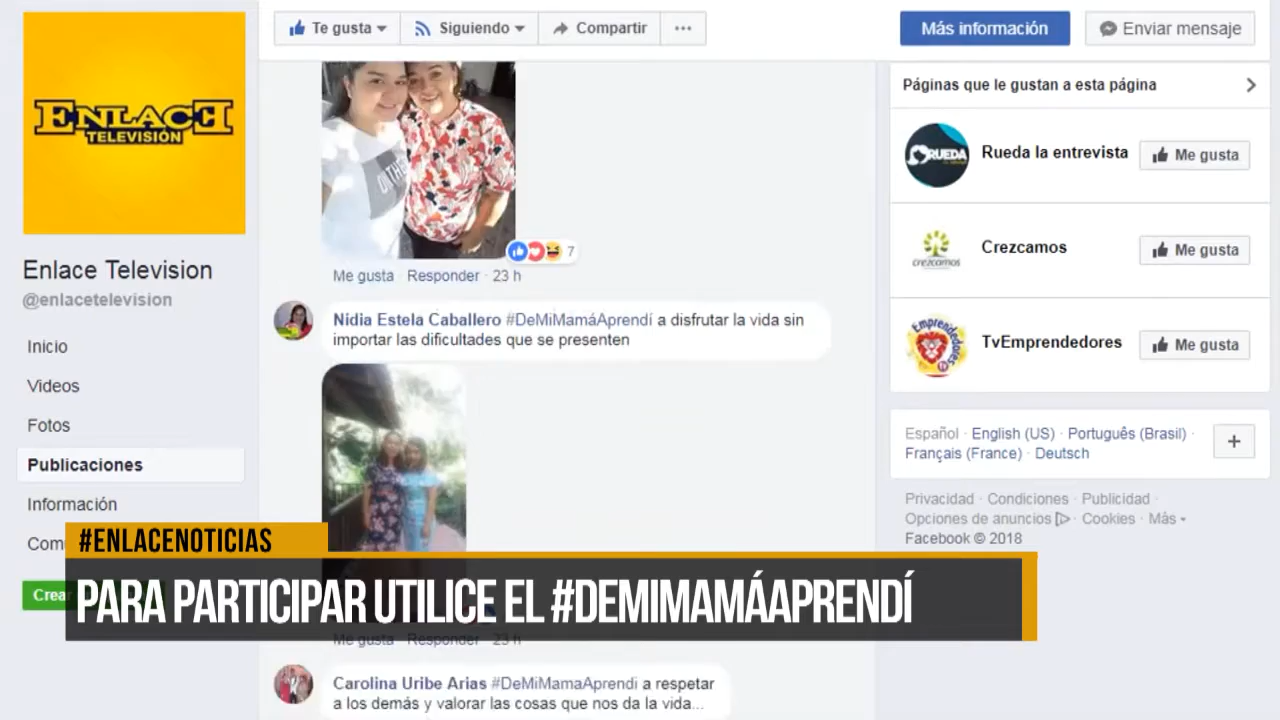 Te gusta
Siguiendo
Compartir
Más información
Enviar mensaje
ENLACE
TELEVISIÓN
Enlace Television
@enlacetelevision
Inicio
Videos
Fotos
Publicaciones
Información
Com
Crear
7
Me gusta · Responder · 23 h
Nidia Estela Caballero #DeMiMamáAprendí a disfrutar la vida sin
importar las dificultades que se presenten
Me gusta · Responder · 23 h
Carolina Uribe Arias #DeMiMamaAprendi a respetar
a los demás y valorar las cosas que nos da la vida...
Páginas que le gustan a esta página
RUEDA
Rueda la entrevista
Me gusta
crezcamos
Crezcamos
Me gusta
Emprendedores
TvEmprendedores
Me gusta
Español · English (US) · Português (Brasil) ·
Français (France) · Deutsch
Privacidad · Condiciones · Publicidad ·
Opciones de anuncios · Cookies · Más
Facebook © 2018
#ENLACENOTICIAS
PARA PARTICIPAR UTILICE EL #DEMIMAMÁAPRENDÍ